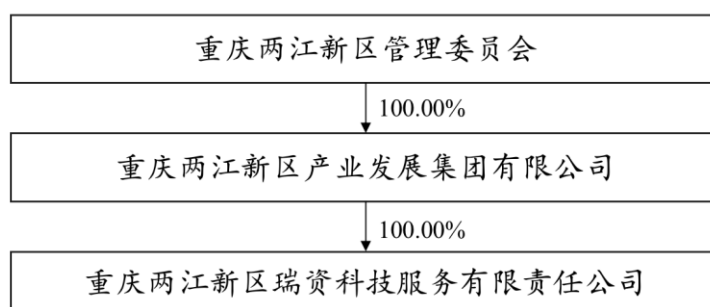 重庆两江新区管理委员会
100.00%
重庆两江新区产业发展集团有限公司
100.00%
重庆两江新区瑞资科技服务有限责任公司